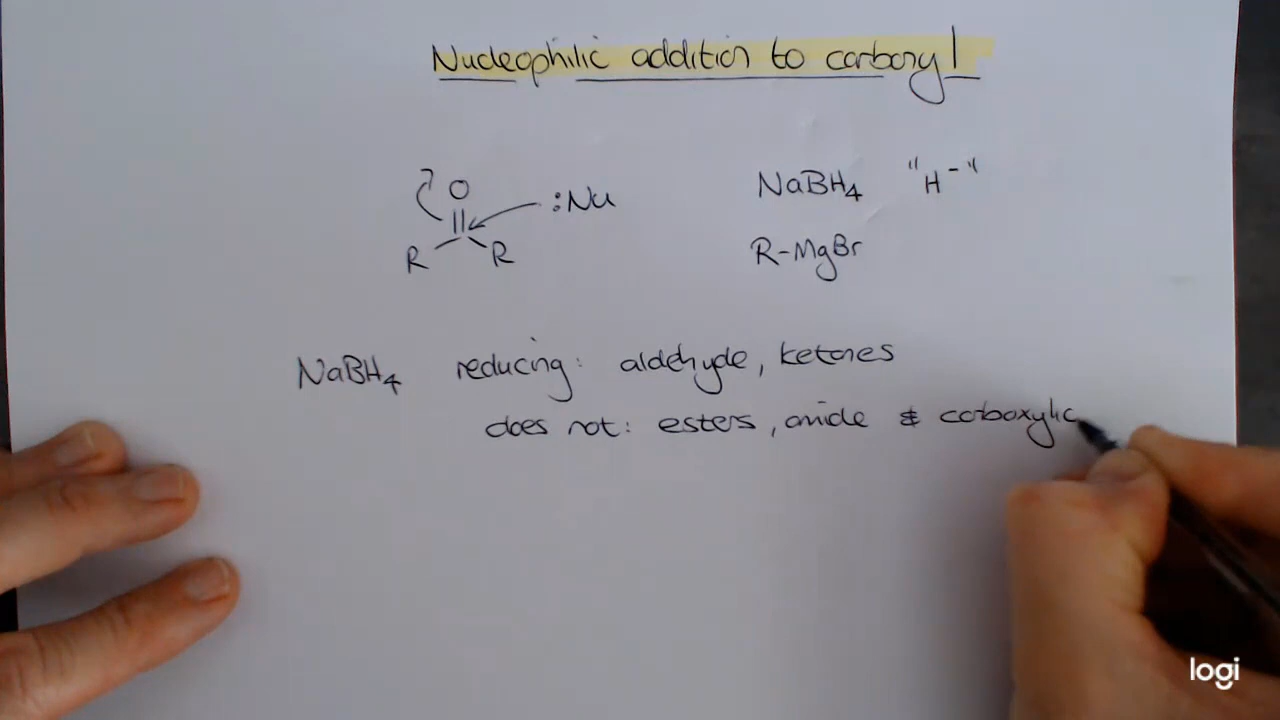 Nucleophilic addition to carbonyl
O
:Nu
R R
NaBH4 "H-"
R-MgBr
NaBH4 reducing: aldehyde, ketones
does not: esters, amide & carboxylic
logi